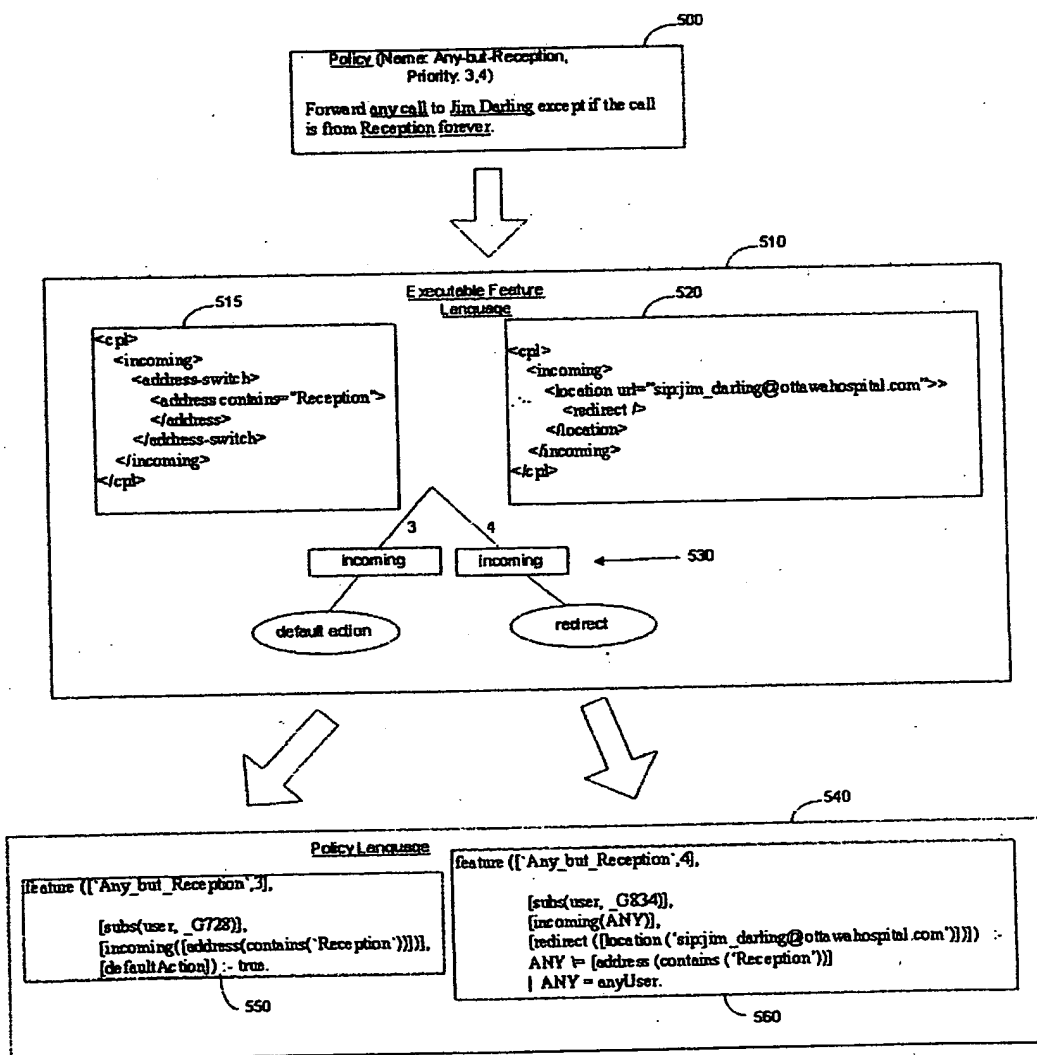 500
Policy (Name: Any-but-Reception,
Priority. 3,4)
Forward any call to Jim Darling except if the call
is from Reception forever.
510
Executable Feature
Language
515
<cpl>
<incoming>
<address-switch>
<address contains="Reception">
</address>
</address-switch>
</incoming>
</cpl>
520
<cpl>
<incoming>
<location url="sip:jim_darling@ottawahospital.com">>
<redirect />
</location>
</incoming>
</cpl>
3
4
incoming
incoming
530
default action
redirect
540
Policy Language
feature ([`Any_but_Reception`,3],
[subs(user, _G728)],
[incoming([address(contains(`Reception`))])],
[defaultAction]) :- true.
550
feature ([`Any_but_Reception`,4],
[subs(user, _G834)],
[incoming(ANY)],
[redirect ([location (`sip:jim_darling@ottawahospital.com`)])]) :-
ANY \= [address (contains (`Reception`))]
| ANY = anyUser.
560